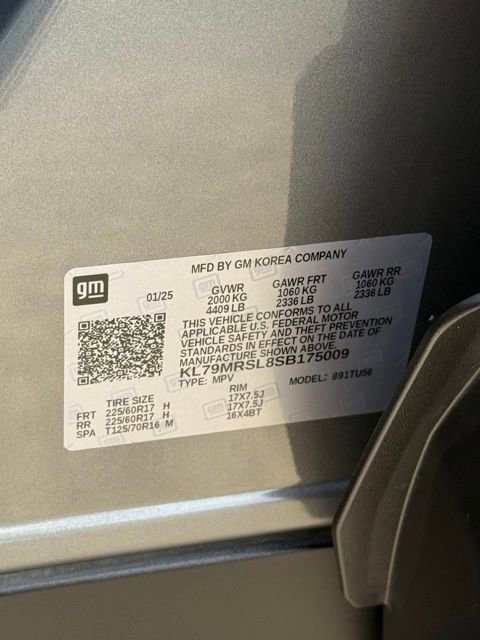 MFD BY GM KOREA COMPANY
gm
01/25 GVWR GAWR FRT GAWR RR
2000 KG 1060 KG 1060 KG
4409 LB 2336 LB 2336 LB
THIS VEHICLE CONFORMS TO ALL
APPLICABLE U.S. FEDERAL MOTOR
VEHICLE SAFETY AND THEFT PREVENTION
STANDARDS IN EFFECT ON THE DATE OF
MANUFACTURE SHOWN ABOVE.
KL79MRSL8SB175009
TYPE: MPV MODEL: 891TU56
TIRE SIZE RIM
FRT 225/60R17 H 17X7.5J
RR 225/60R17 H 17X7.5J
SPA T125/70R16 M 16X4BT